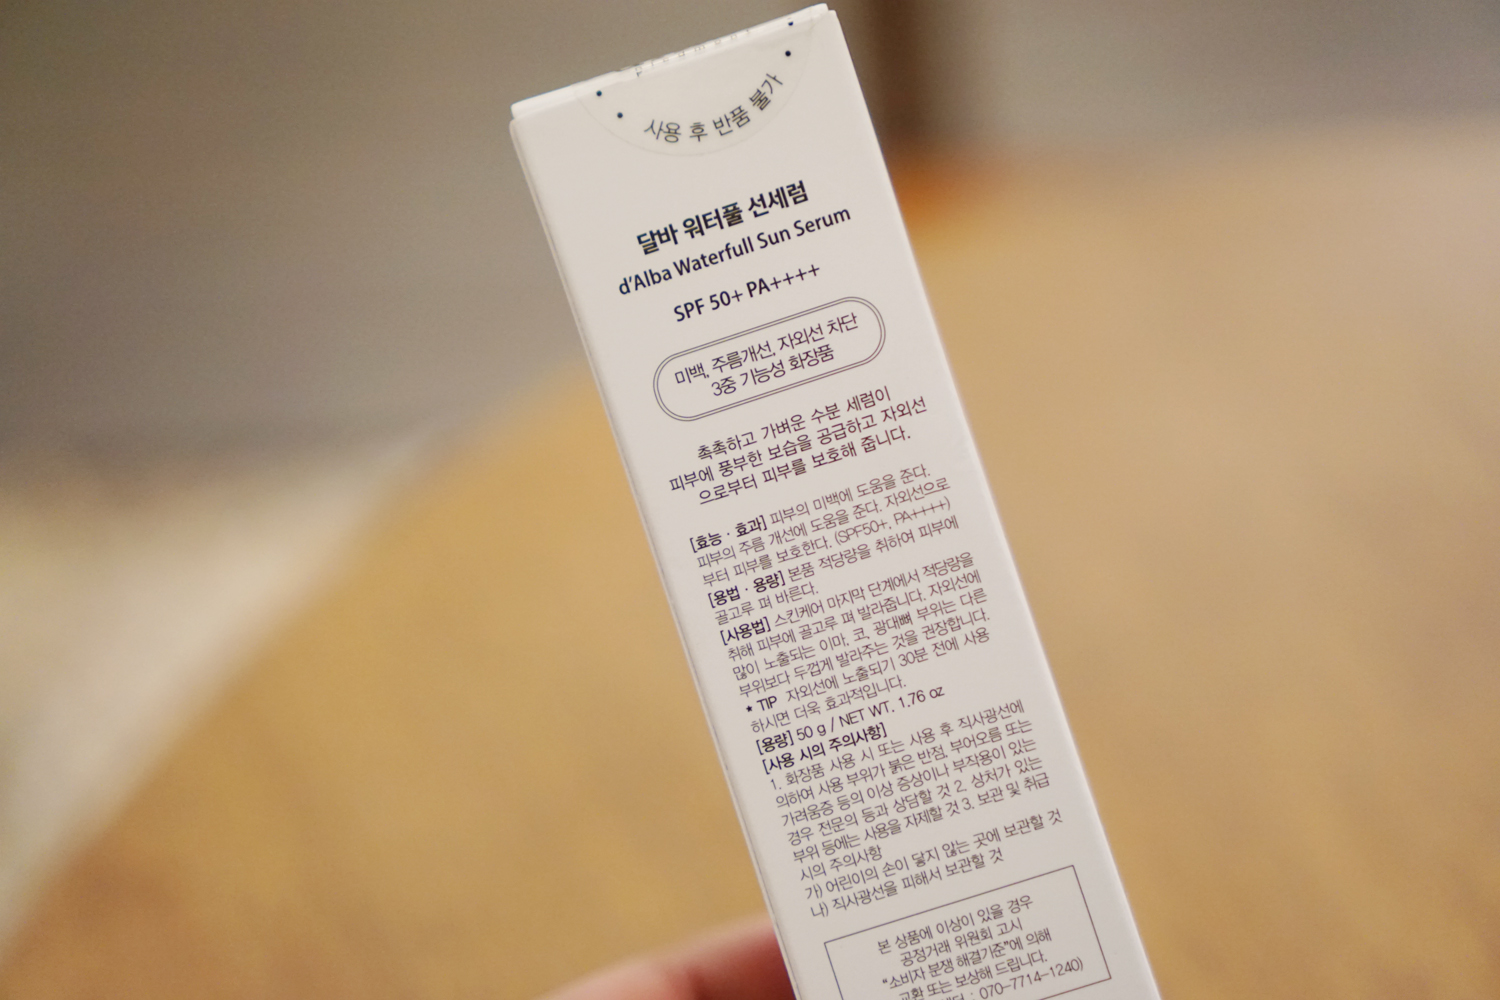 사용 후 반품 불가
달바 워터풀 선세럼
d'Alba Waterfull Sun Serum
SPF 50+ PA++++
미백, 주름개선, 자외선 차단
3중 기능성 화장품
촉촉하고 가벼운 수분 세럼이
피부에 풍부한 보습을 공급하고 자외선
으로부터 피부를 보호해 줍니다.
[효능 · 효과] 피부의 미백에 도움을 준다.
피부의 주름 개선에 도움을 준다. 자외선으로
부터 피부를 보호한다. (SPF50+, PA++++)
[용법 · 용량] 본품 적당량을 취하여 피부에
골고루 펴 바른다.
[사용법] 스킨케어 마지막 단계에서 적당량을
취해 피부에 골고루 펴 발라줍니다. 자외선에
많이 노출되는 이마, 코, 광대뼈 부위는 다른
부위보다 두껍게 발라주는 것을 권장합니다.
* TIP 자외선에 노출되기 30분 전에 사용
하시면 더욱 효과적입니다.
[용량] 50 g / NET WT. 1.76 oz
[사용 시의 주의사항]
1. 화장품 사용 시 또는 사용 후 직사광선에
의하여 사용 부위가 붉은 반점, 부어오름 또는
가려움증 등의 이상 증상이나 부작용이 있는
경우 전문의 등과 상담할 것 2. 상처가 있는
부위 등에는 사용을 자제할 것 3. 보관 및 취급
시의 주의사항
가) 어린이의 손이 닿지 않는 곳에 보관할 것
나) 직사광선을 피해서 보관할 것
본 상품에 이상이 있을 경우
공정거래 위원회 고시
"소비자 분쟁 해결기준"에 의해
교환 또는 보상해 드립니다.
: 070-7714-1240)